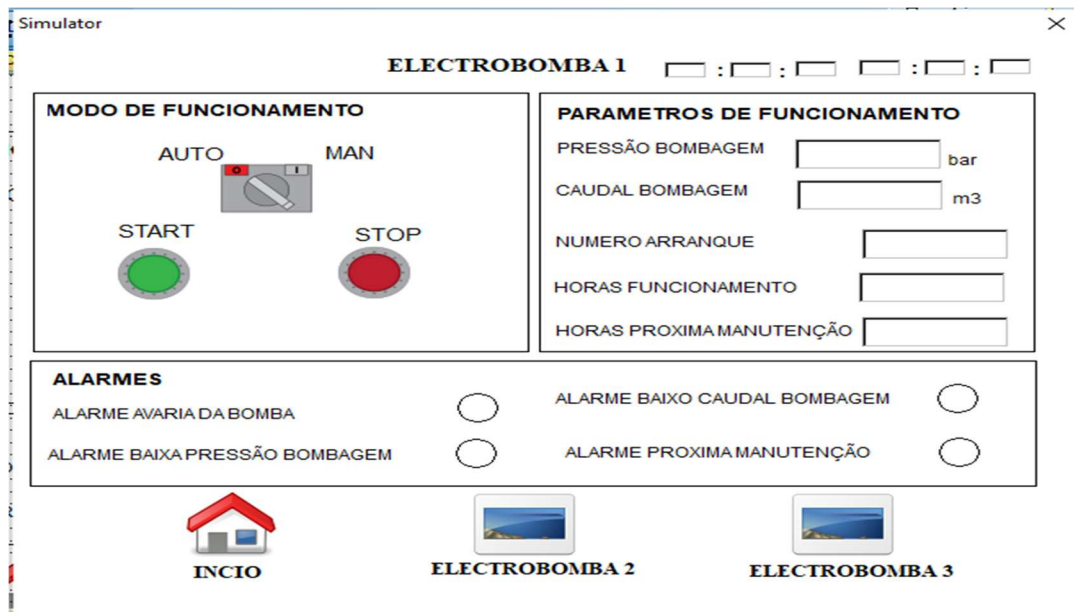 Simulator
ELECTROBOMBA 1 : : : :
MODO DE FUNCIONAMENTO
AUTO MAN
0 I
START STOP
PARAMETROS DE FUNCIONAMENTO
PRESSÃO BOMBAGEM bar
CAUDAL BOMBAGEM m3
NUMERO ARRANQUE
HORAS FUNCIONAMENTO
HORAS PROXIMA MANUTENÇÃO
ALARMES
ALARME AVARIA DA BOMBA
ALARME BAIXO CAUDAL BOMBAGEM
ALARME BAIXA PRESSÃO BOMBAGEM
ALARME PROXIMA MANUTENÇÃO
INCIO ELECTROBOMBA 2 ELECTROBOMBA 3